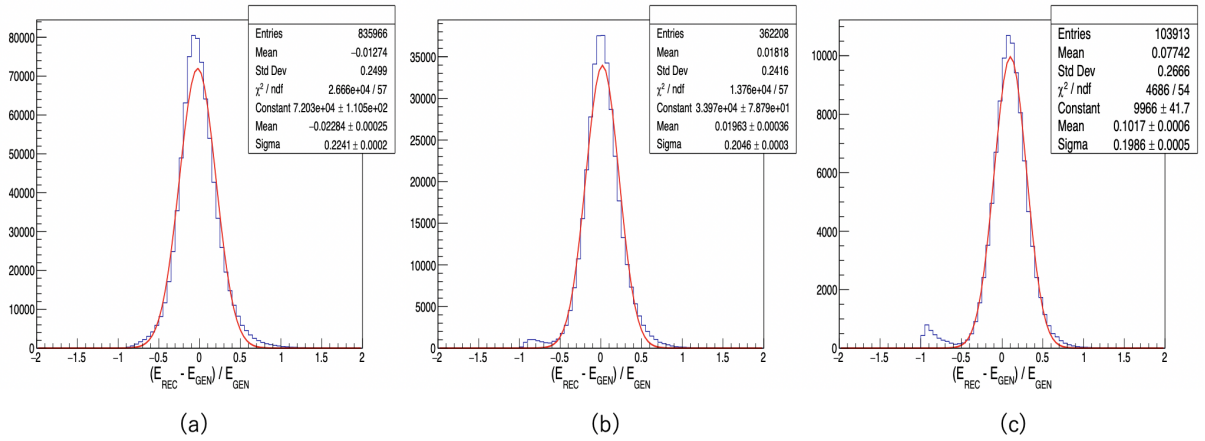 Entries 835966
Mean −0.01274
Std Dev 0.2499
χ² / ndf 2.666e+04 / 57
Constant 7.203e+04 ± 1.105e+02
Mean −0.02284 ± 0.00025
Sigma 0.2241 ± 0.0002
80000
70000
60000
50000
40000
30000
20000
10000
0
−2 −1.5 −1 −0.5 0 0.5 1 1.5 2
(E_REC - E_GEN) / E_GEN
(a)
Entries 362208
Mean 0.01818
Std Dev 0.2416
χ² / ndf 1.376e+04 / 57
Constant 3.397e+04 ± 7.879e+01
Mean 0.01963 ± 0.00036
Sigma 0.2046 ± 0.0003
35000
30000
25000
20000
15000
10000
5000
0
−2 −1.5 −1 −0.5 0 0.5 1 1.5 2
(E_REC - E_GEN) / E_GEN
(b)
Entries 103913
Mean 0.07742
Std Dev 0.2666
χ² / ndf 4686 / 54
Constant 9966 ± 41.7
Mean 0.1017 ± 0.0006
Sigma 0.1986 ± 0.0005
10000
8000
6000
4000
2000
0
−2 −1.5 −1 −0.5 0 0.5 1 1.5 2
(E_REC - E_GEN) / E_GEN
(c)